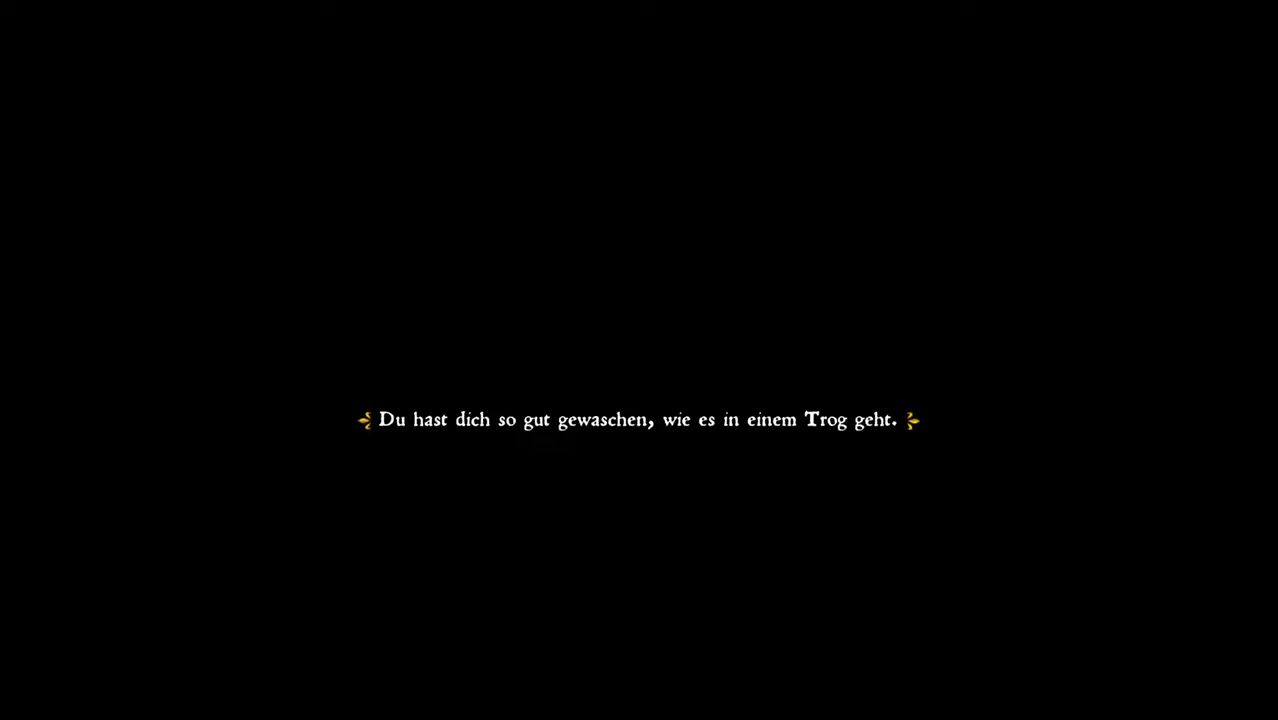 Du hast dich so gut gewaschen, wie es in einem Trog geht.